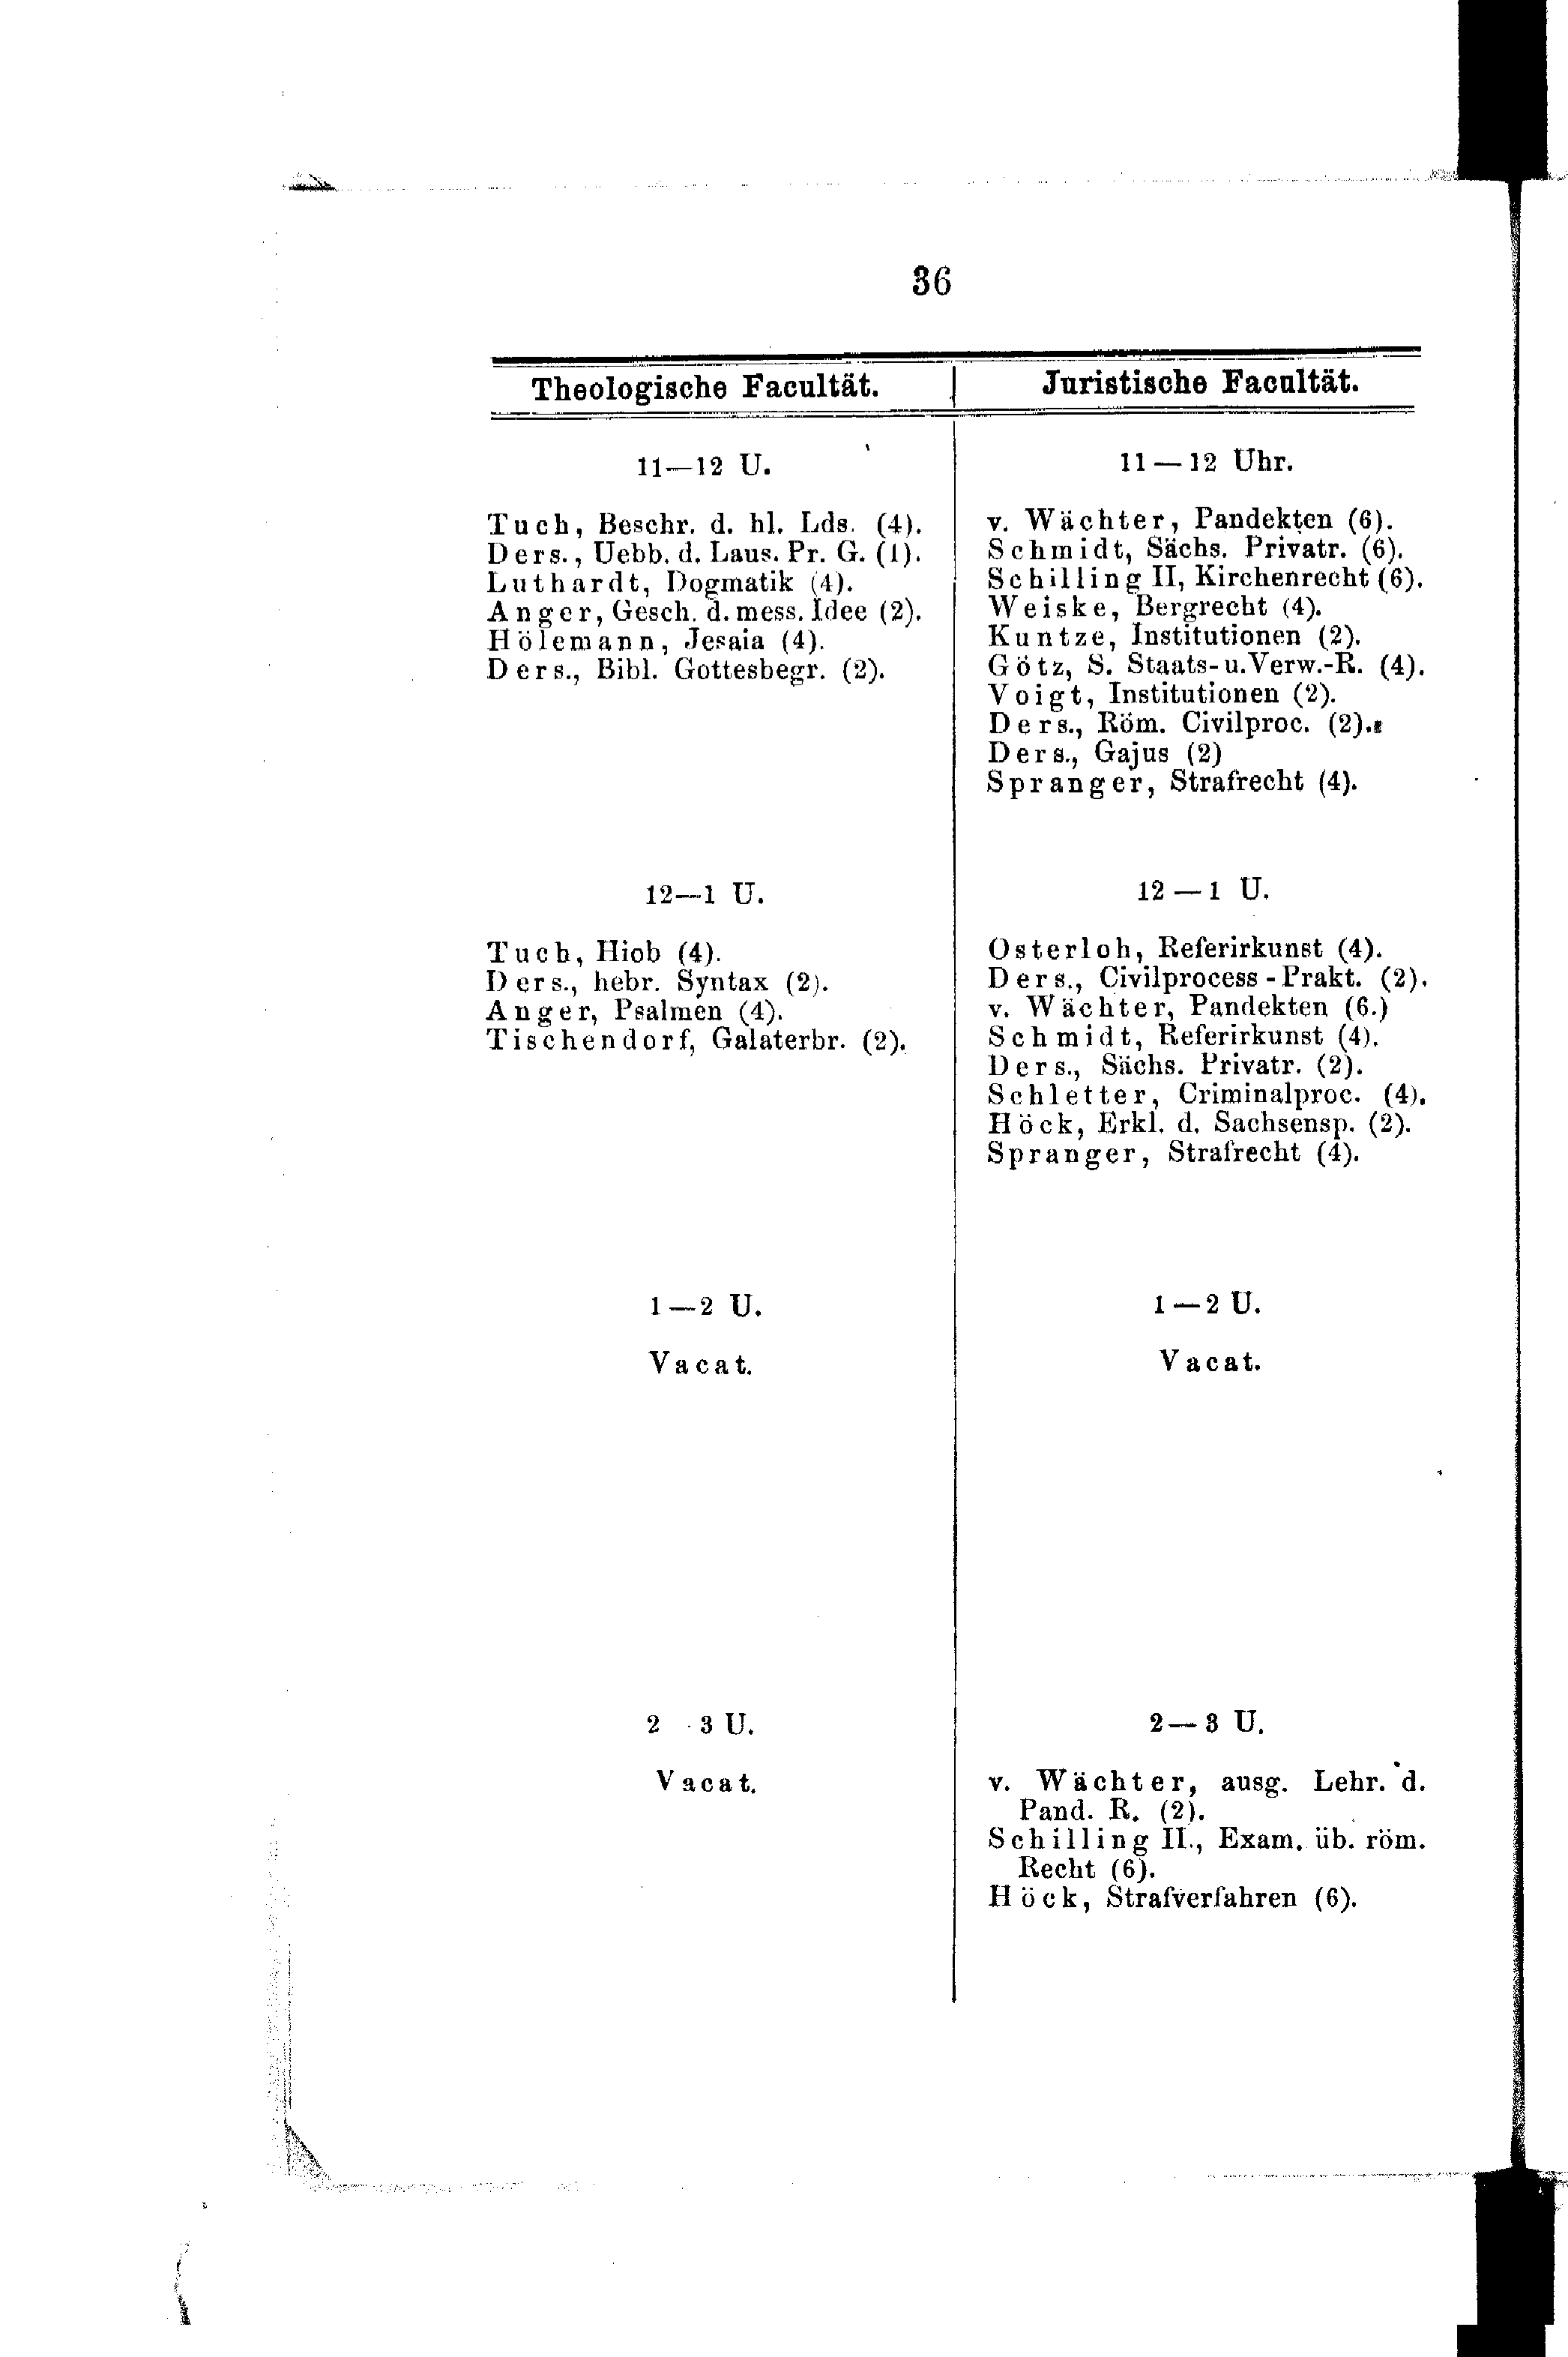 36
Theologische Facultät.
11—12 U.
Tuch, Beschr. d. hl. Lds. (4).
Ders., Uebb. d. Laus. Pr. G. (1).
Luthardt, Dogmatik (4).
Anger, Gesch. d. mess. Idee (2).
Hölemann, Jesaia (4).
Ders., Bibl. Gottesbegr. (2).
12—1 U.
Tuch, Hiob (4).
Ders., hebr. Syntax (2).
Anger, Psalmen (4).
Tischendorf, Galaterbr. (2).
1—2 U.
Vacat.
2 - 3 U.
Vacat.
Juristische Facultät.
11—12 Uhr.
v. Wächter, Pandekten (6).
Schmidt, Sächs. Privatr. (6).
Schilling II, Kirchenrecht (6).
Weiske, Bergrecht (4).
Kuntze, Institutionen (2).
Götz, S. Staats- u. Verw.-R. (4).
Voigt, Institutionen (2).
Ders., Röm. Civilproc. (2).
Ders., Gajus (2)
Spranger, Strafrecht (4).
12—1 U.
Osterloh, Referirkunst (4).
Ders., Civilprocess-Prakt. (2).
v. Wächter, Pandekten (6.)
Schmidt, Referirkunst (4).
Ders., Sächs. Privatr. (2).
Schletter, Criminalproc. (4).
Höck, Erkl. d. Sachsensp. (2).
Spranger, Strafrecht (4).
1—2 U.
Vacat.
2—3 U.
v. Wächter, ausg. Lehr. d.
Pand. R. (2).
Schilling II., Exam. üb. röm.
Recht (6).
Höck, Strafverfahren (6).